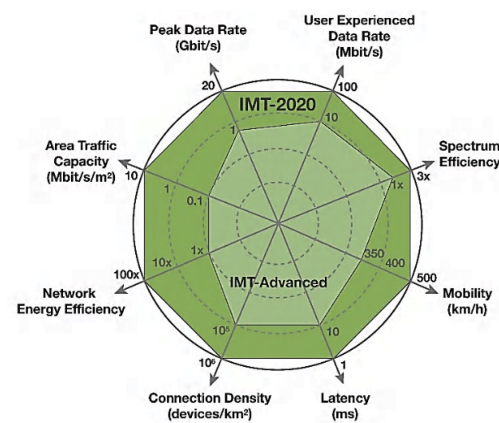 Peak Data Rate
(Gbit/s)
User Experienced
Data Rate
(Mbit/s)
20
100
IMT-2020
1
10
Area Traffic
Capacity
(Mbit/s/m²)
Spectrum
Efficiency
10
1
0.1
1x
3x
1x
10x
100x
350
400
500
Network
Energy Efficiency
IMT-Advanced
Mobility
(km/h)
10⁵
10
10⁶
1
Connection Density
(devices/km²)
Latency
(ms)